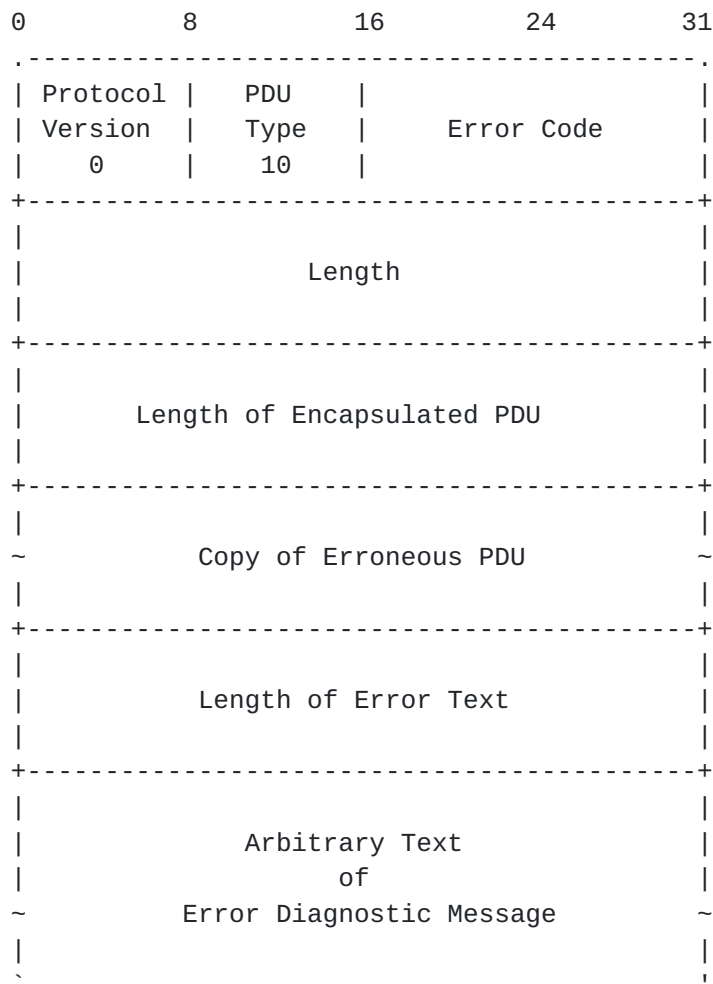 0          8          16         24        31
.-------------------------------------------.
| Protocol |   PDU    |                     |
| Version  |   Type   |     Error Code      |
|    0     |    10    |                     |
+-------------------------------------------+
|                                           |
|                  Length                   |
|                                           |
+-------------------------------------------+
|                                           |
|       Length of Encapsulated PDU          |
|                                           |
+-------------------------------------------+
|                                           |
~           Copy of Erroneous PDU           ~
|                                           |
+-------------------------------------------+
|                                           |
|           Length of Error Text            |
|                                           |
+-------------------------------------------+
|                                           |
|              Arbitrary Text               |
|                    of                     |
~          Error Diagnostic Message         ~
|                                           |
`                                           '